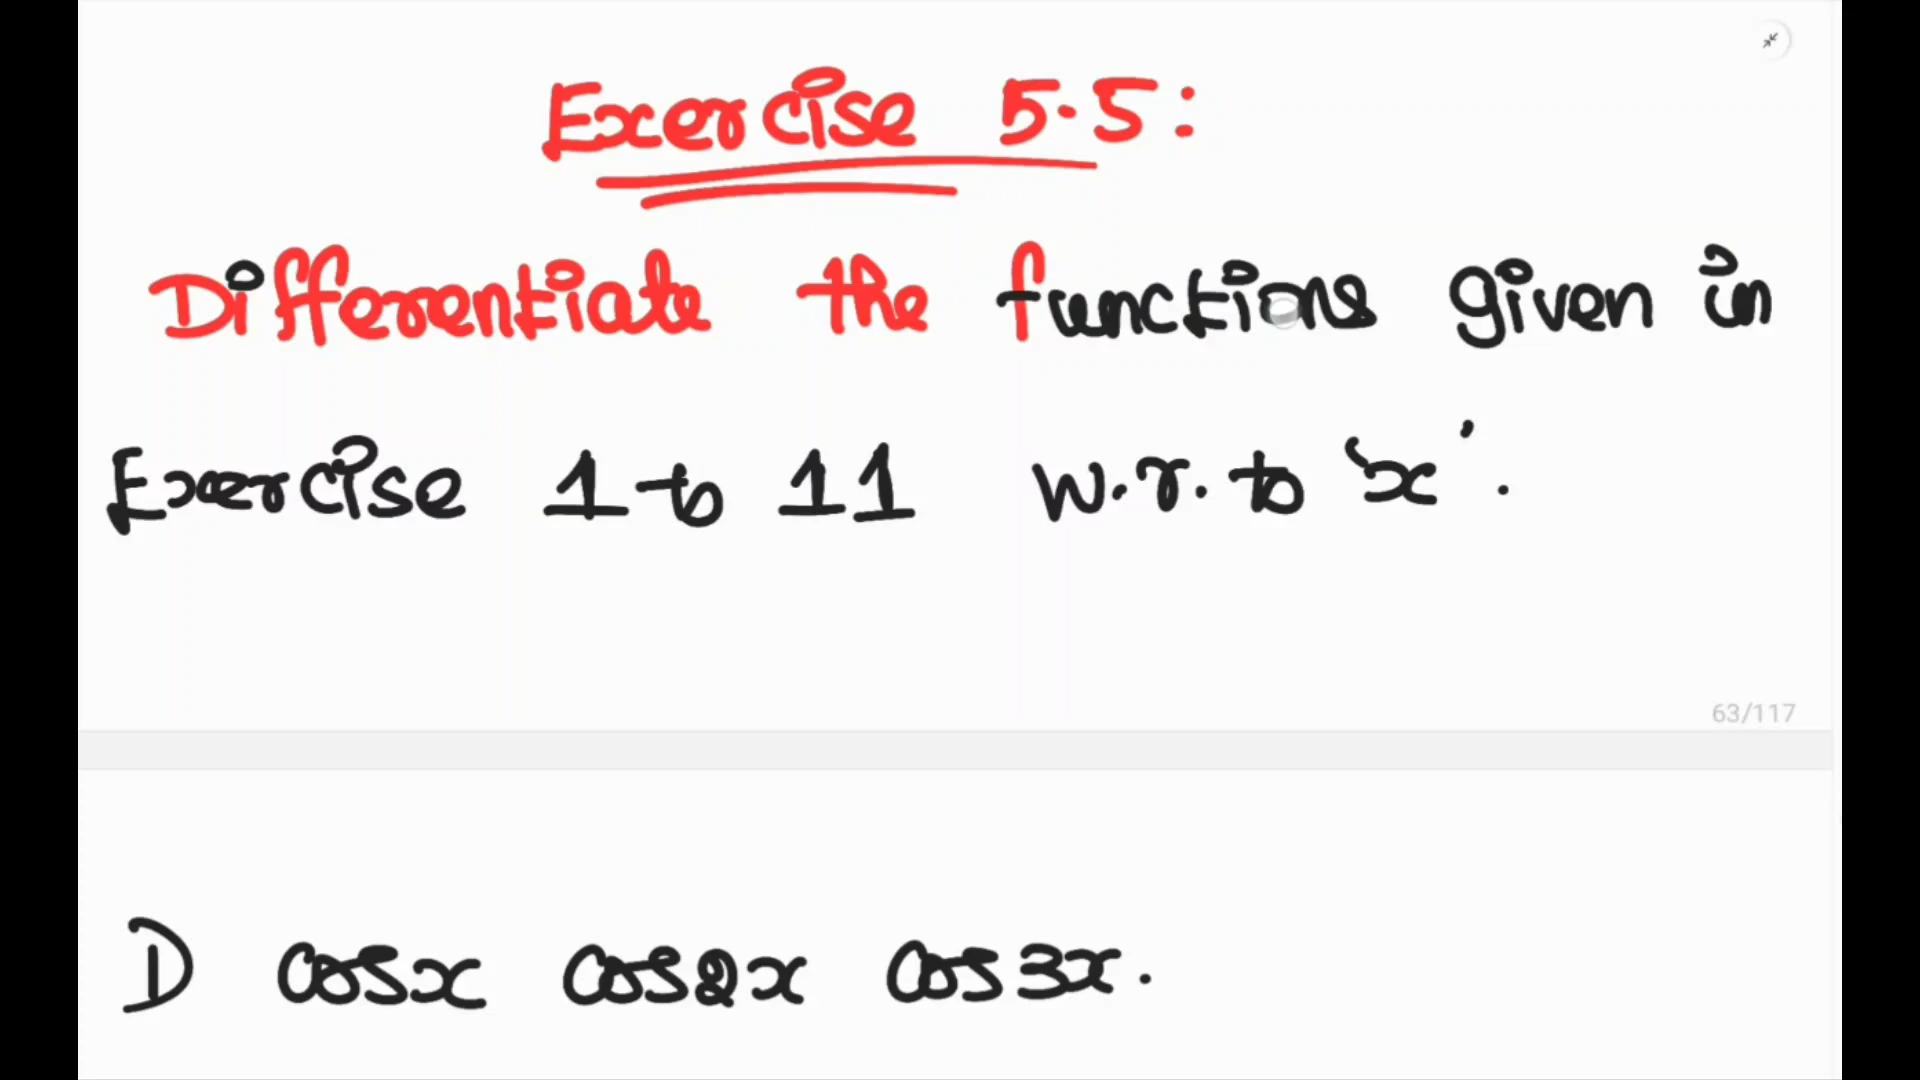 Exercise 5.5:
Differentiate the functions given in
Exercise 1 to 11 w.r.to 'x'.
63/117
1) cosx cos2x cos3x.